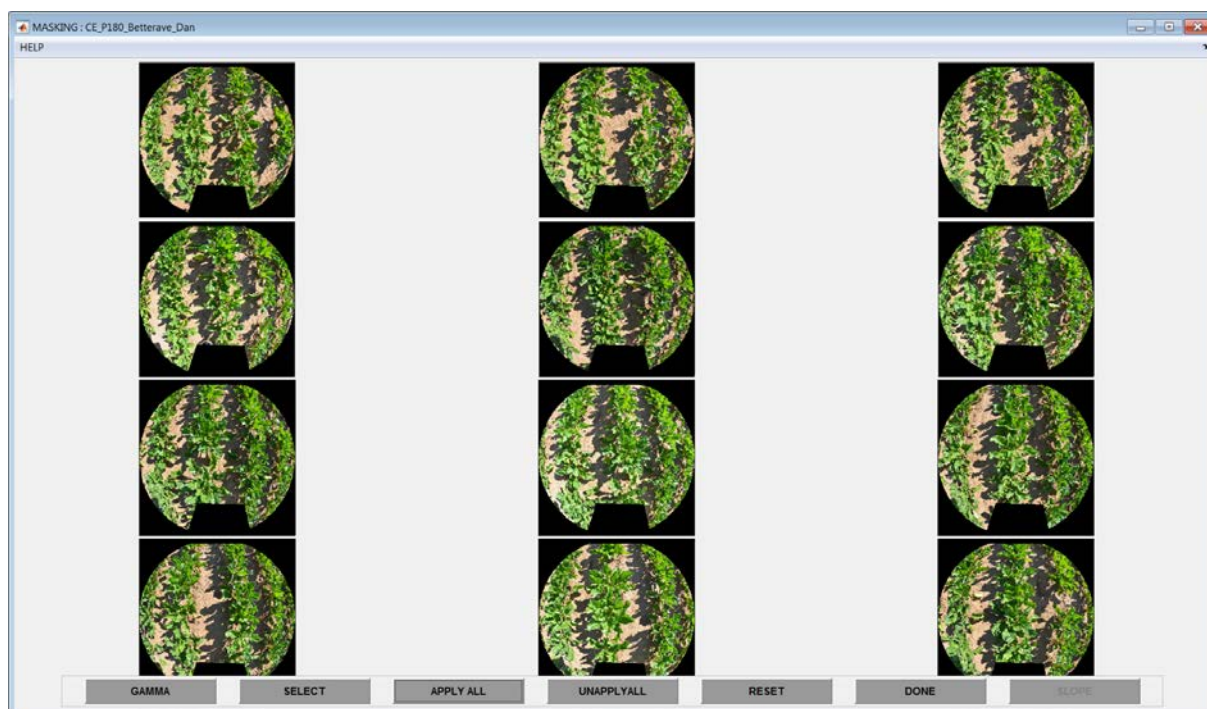 MASKING : CE_P180_Betterave_Dan
HELP
GAMMA
SELECT
APPLY ALL
UNAPPLYALL
RESET
DONE
SLOPE